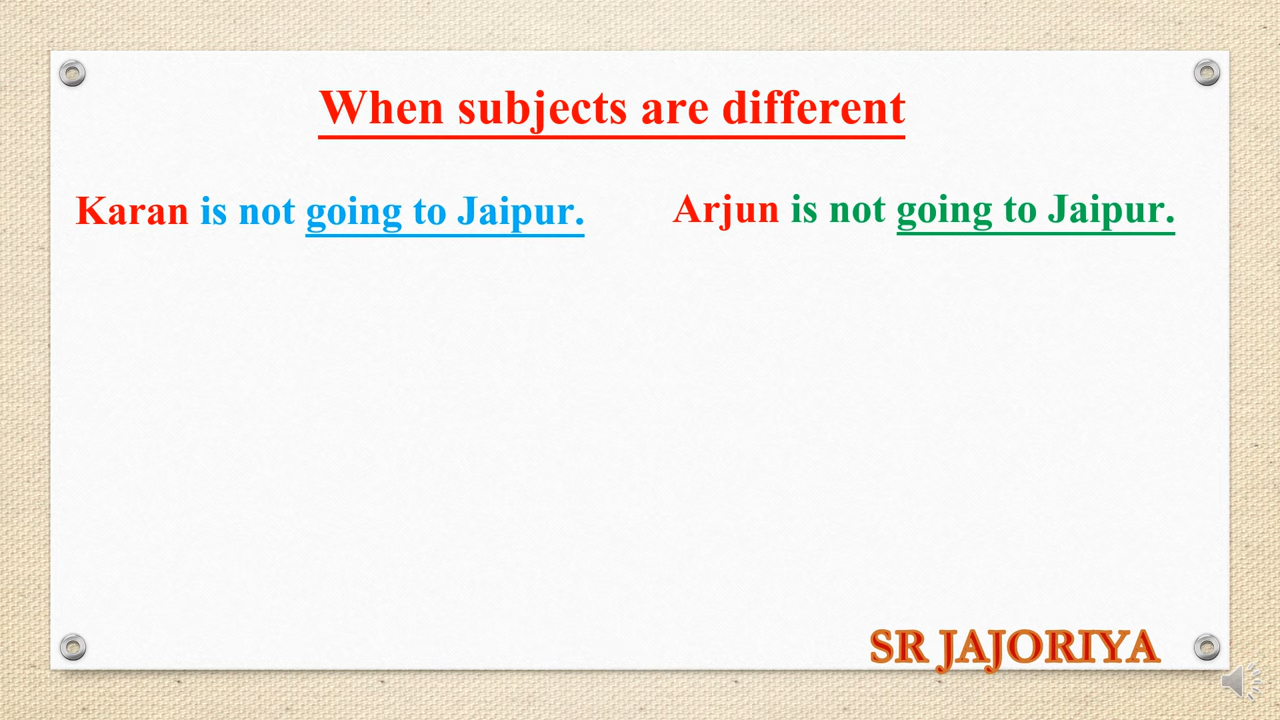 When subjects are different
Karan is not going to Jaipur.
Arjun is not going to Jaipur.
SR JAJORIYA